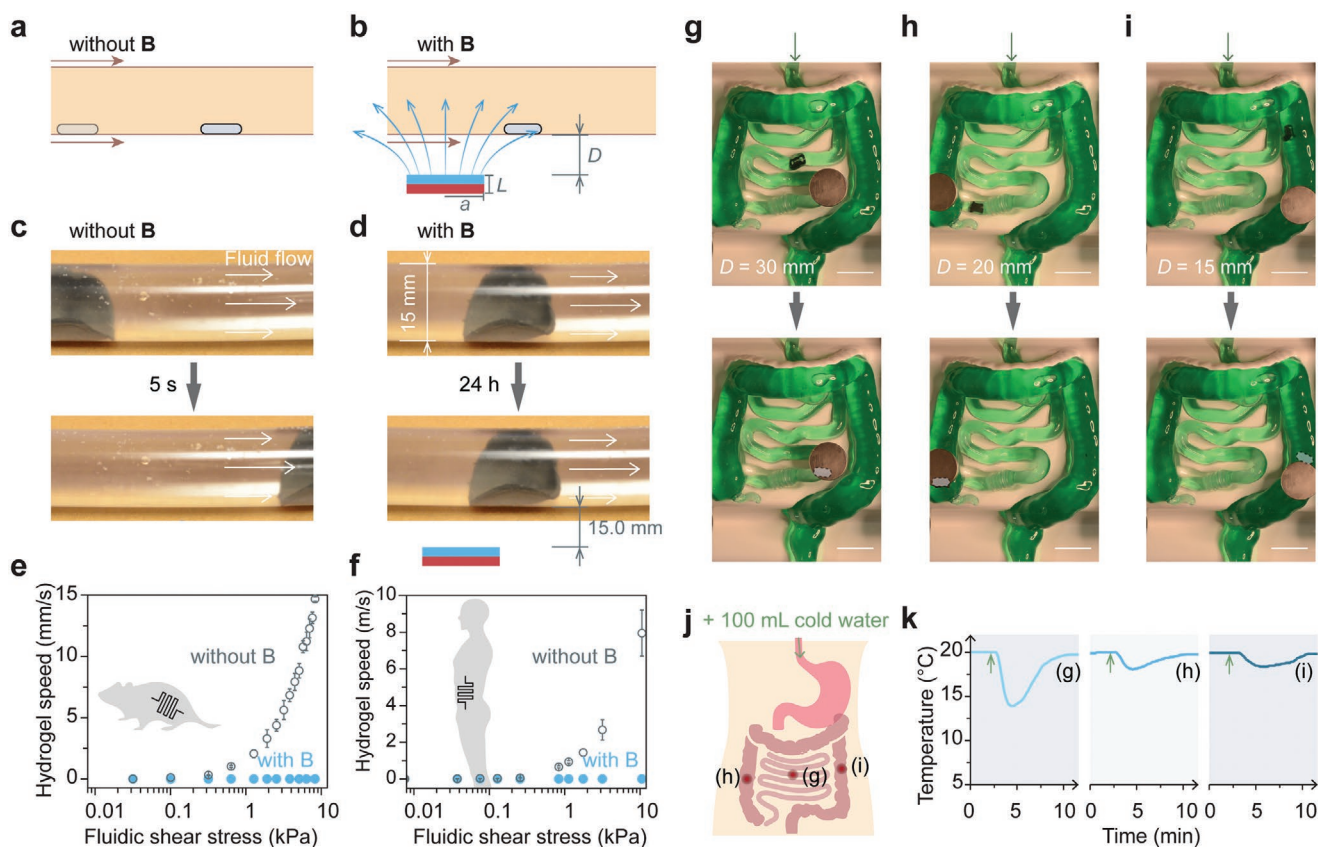 a
without B
b
with B
D
L
a
c
without B
Fluid flow
5 s
d
with B
15 mm
24 h
15.0 mm
e
Hydrogel speed (mm/s)
15
10
5
0
without B
with B
0.01
0.1
1
10
Fluidic shear stress (kPa)
f
Hydrogel speed (m/s)
10
8
6
4
2
0
without B
with B
0.01
0.1
1
10
Fluidic shear stress (kPa)
g
D = 30 mm
h
D = 20 mm
i
D = 15 mm
j
+ 100 mL cold water
(h)
(g)
(i)
k
Temperature (°C)
20
15
10
5
(g)
(h)
(i)
0
5
10
0
5
10
0
5
10
Time (min)